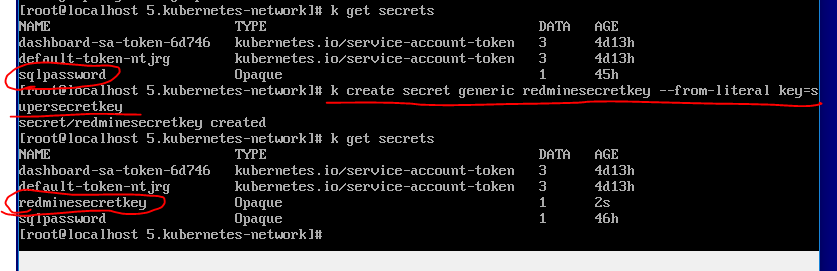 [root@localhost 5.kubernetes-network]# k get secrets
NAME TYPE DATA AGE
dashboard-sa-token-6d746 kubernetes.io/service-account-token 3 4d13h
default-token-ntjrg kubernetes.io/service-account-token 3 4d13h
sqlpassword Opaque 1 45h
[root@localhost 5.kubernetes-network]# k create secret generic redminesecretkey --from-literal key=s
upersecretkey
secret/redminesecretkey created
[root@localhost 5.kubernetes-network]# k get secrets
NAME TYPE DATA AGE
dashboard-sa-token-6d746 kubernetes.io/service-account-token 3 4d13h
default-token-ntjrg kubernetes.io/service-account-token 3 4d13h
redminesecretkey Opaque 1 2s
sqlpassword Opaque 1 46h
[root@localhost 5.kubernetes-network]#